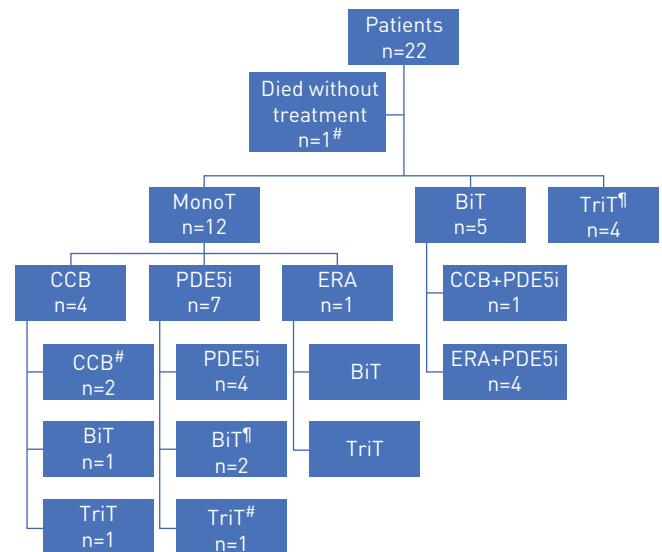 Patients
n=22
Died without
treatment
n=1#
MonoT
n=12
BiT
n=5
TriT¶
n=4
CCB
n=4
PDE5i
n=7
ERA
n=1
CCB+PDE5i
n=1
CCB#
n=2
PDE5i
n=4
BiT
ERA+PDE5i
n=4
BiT
n=1
BiT¶
n=2
TriT
TriT
n=1
TriT#
n=1